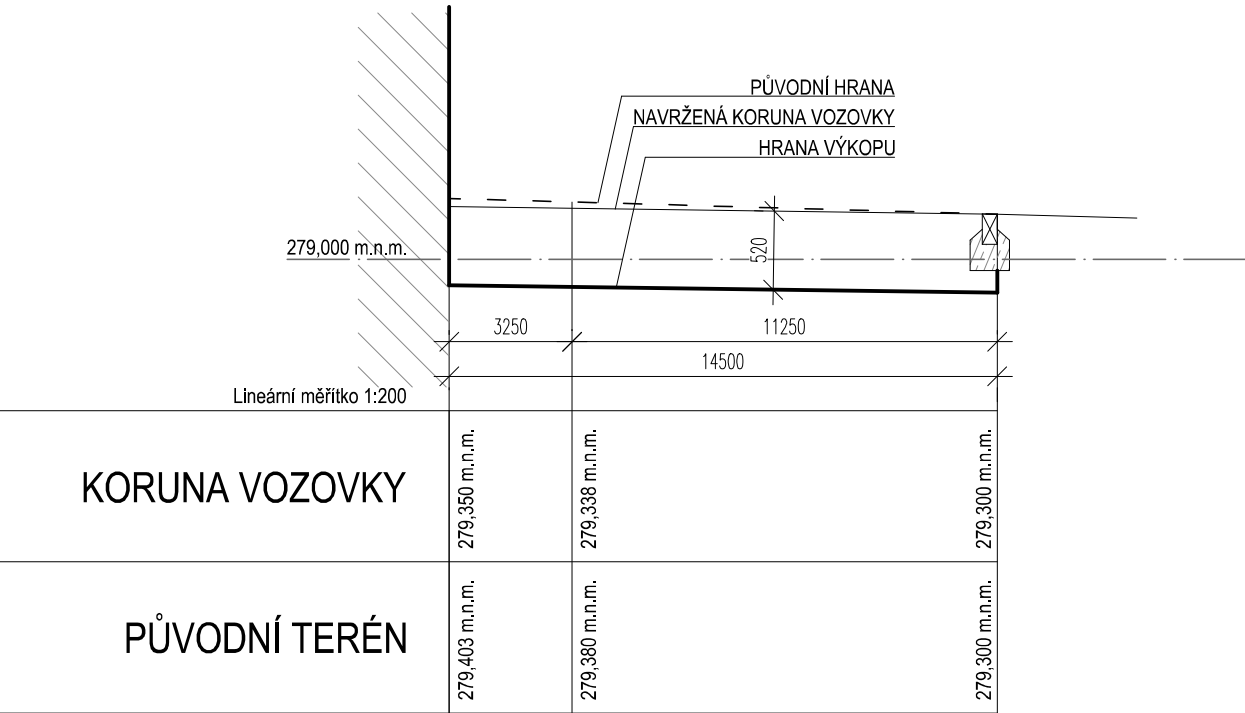 PŮVODNÍ HRANA
NAVRŽENÁ KORUNA VOZOVKY
HRANA VÝKOPU
279,000 m.n.m.
520
3250
11250
14500
Lineární měřítko 1:200
KORUNA VOZOVKY
279,350 m.n.m.
279,338 m.n.m.
279,300 m.n.m.
PŮVODNÍ TERÉN
279,403 m.n.m.
279,380 m.n.m.
279,300 m.n.m.